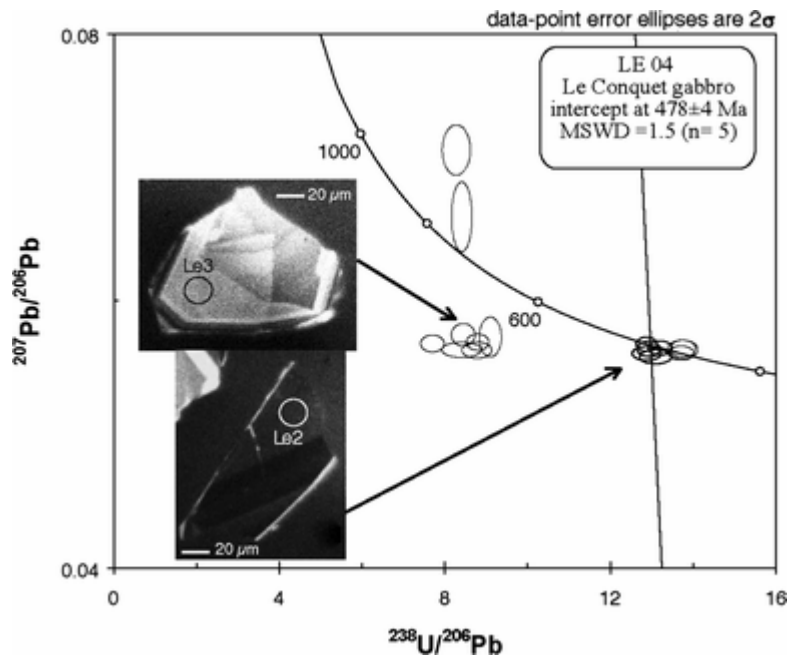 data-point error ellipses are 2σ
0.08
LE 04
Le Conquet gabbro
intercept at 478±4 Ma
MSWD =1.5 (n= 5)
1000
20 µm
Le3
600
²⁰⁷Pb/²⁰⁶Pb
Le2
20 µm
0.04
0
4
8
12
16
²³⁸U/²⁰⁶Pb